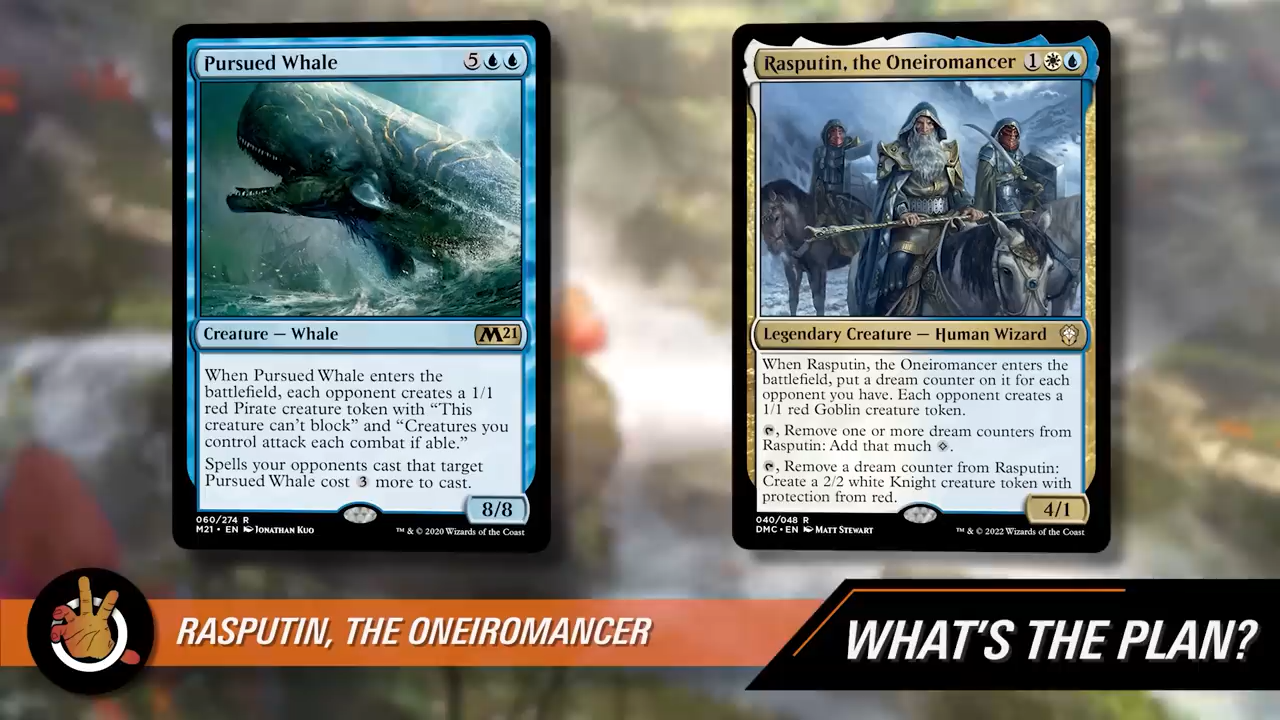 Pursued Whale 5
Creature — Whale M21
When Pursued Whale enters the
battlefield, each opponent creates a 1/1
red Pirate creature token with “This
creature can't block” and “Creatures you
control attack each combat if able.”
Spells your opponents cast that target
Pursued Whale cost 3 more to cast.
8/8
060/274 R
M21 • EN JONATHAN KUO
™ & © 2020 Wizards of the Coast
Rasputin, the Oneiromancer 1
Legendary Creature — Human Wizard
When Rasputin, the Oneiromancer enters the
battlefield, put a dream counter on it for each
opponent you have. Each opponent creates a
1/1 red Goblin creature token.
, Remove one or more dream counters from
Rasputin: Add that much .
, Remove a dream counter from Rasputin:
Create a 2/2 white Knight creature token with
protection from red.
4/1
040/048 R
DMC • EN MATT STEWART
™ & © 2022 Wizards of the Coast
RASPUTIN, THE ONEIROMANCER
WHAT'S THE PLAN?